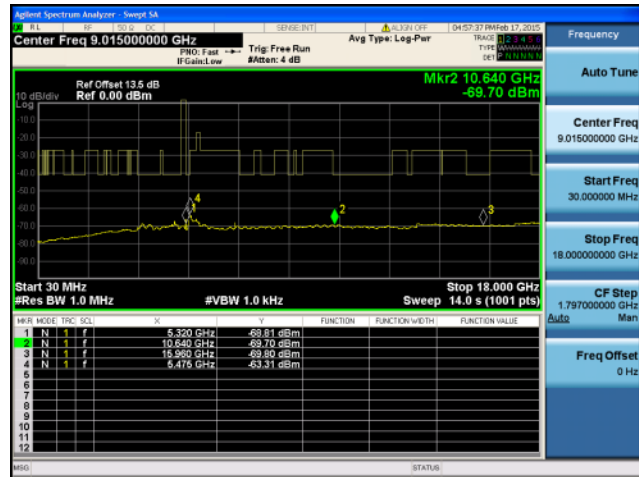 Agilent Spectrum Analyzer - Swept SA
RL RF 50 Ω DC SENSE:INT ALIGN OFF 04:57:37 PM Feb 17, 2015
Center Freq 9.015000000 GHz
PNO: Fast
IFGain:Low
Trig: Free Run
#Atten: 4 dB
Avg Type: Log-Pwr
TRACE 1 2 3 4 5 6
TYPE
DET P N N N N N
Ref Offset 13.5 dB
Ref 0.00 dBm
10 dB/div
Log
Mkr2 10.640 GHz
-69.70 dBm
-10.0
-20.0
-30.0
-40.0
-50.0
-60.0
-70.0
-80.0
-90.0
4
1
2
3
Start 30 MHz
Stop 18.000 GHz
#Res BW 1.0 MHz #VBW 1.0 kHz Sweep 14.0 s (1001 pts)
MKR MODE TRC SCL X Y FUNCTION FUNCTION WIDTH FUNCTION VALUE
1 N 1 f 5.320 GHz -68.81 dBm
2 N 1 f 10.640 GHz -69.70 dBm
3 N 1 f 15.960 GHz -69.80 dBm
4 N 1 f 5.475 GHz -63.31 dBm
5
6
7
8
9
10
11
12
MSG STATUS
Frequency
Auto Tune
Center Freq
9.015000000 GHz
Start Freq
30.000000 MHz
Stop Freq
18.000000000 GHz
CF Step
1.797000000 GHz
Auto Man
Freq Offset
0 Hz